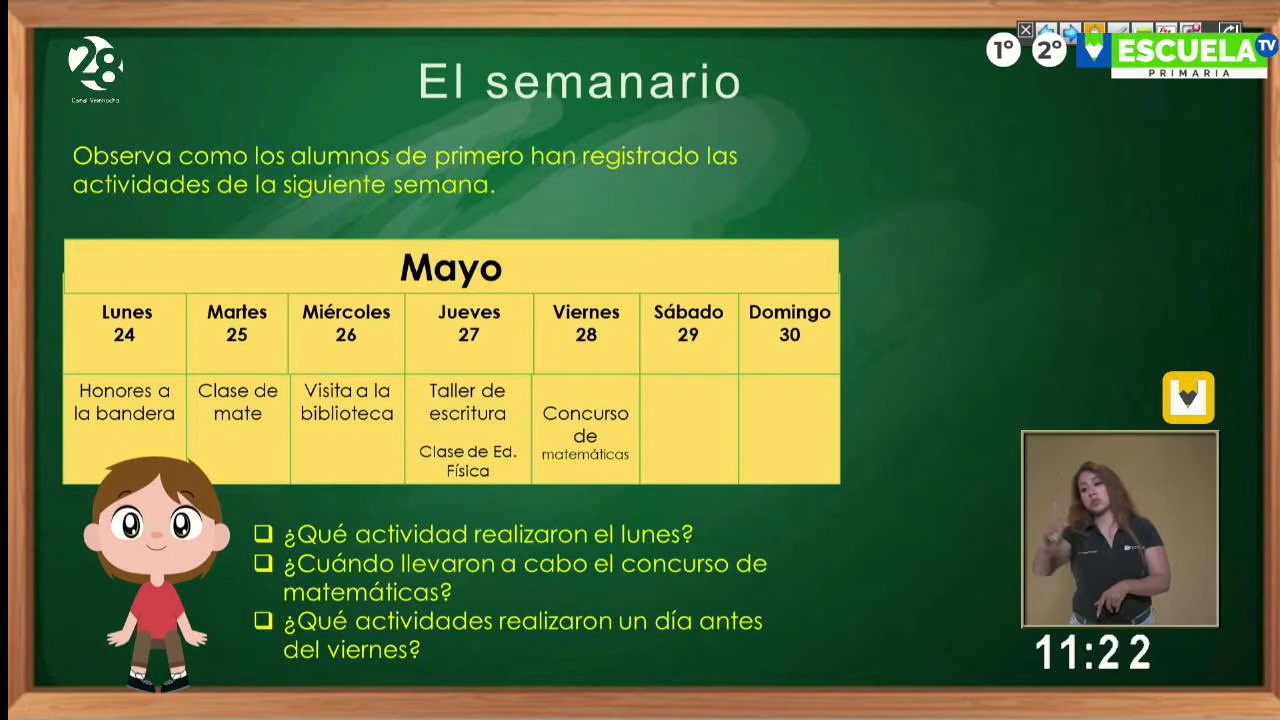 28
Canal Veintiocho
1° 2° ESCUELA TV
PRIMARIA
El semanario
Observa como los alumnos de primero han registrado las
actividades de la siguiente semana.
Mayo
Lunes Martes Miércoles Jueves Viernes Sábado Domingo
24 25 26 27 28 29 30
Honores a
la bandera
Clase de
mate
Visita a la
biblioteca
Taller de
escritura
Clase de Ed.
Física
Concurso
de
matemáticas
❑ ¿Qué actividad realizaron el lunes?
❑ ¿Cuándo llevaron a cabo el concurso de
matemáticas?
❑ ¿Qué actividades realizaron un día antes
del viernes?
11:22